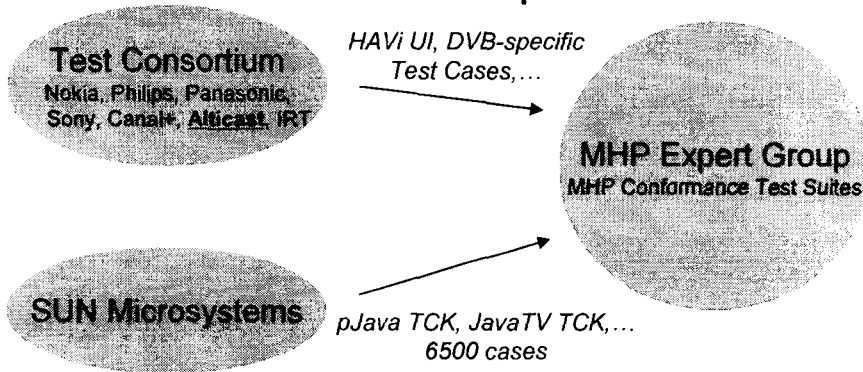 Test Consortium
Nokia, Philips, Panasonic,
Sony, Canal+, Alticast, IRT
HAVi UI, DVB-specific
Test Cases,...
MHP Expert Group
MHP Conformance Test Suites
SUN Microsystems
pJava TCK, JavaTV TCK,...
6500 cases